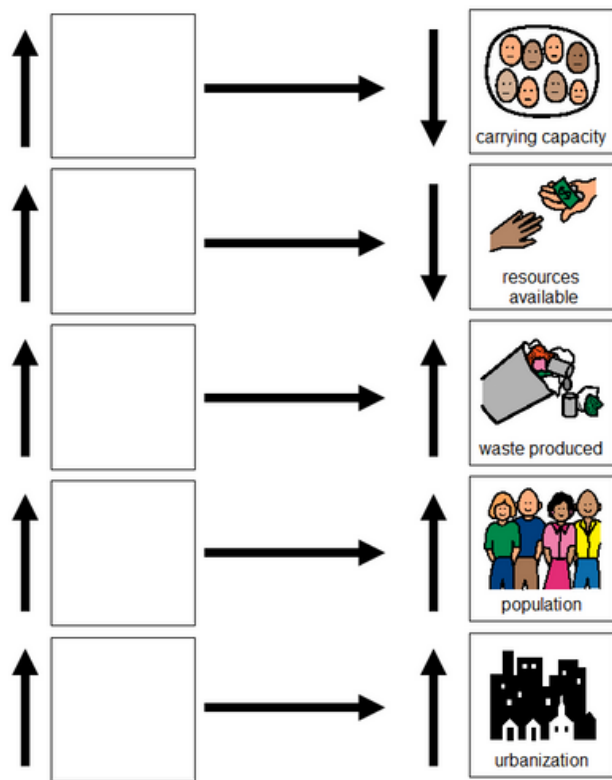 carrying capacity
resources
available
waste produced
population
urbanization